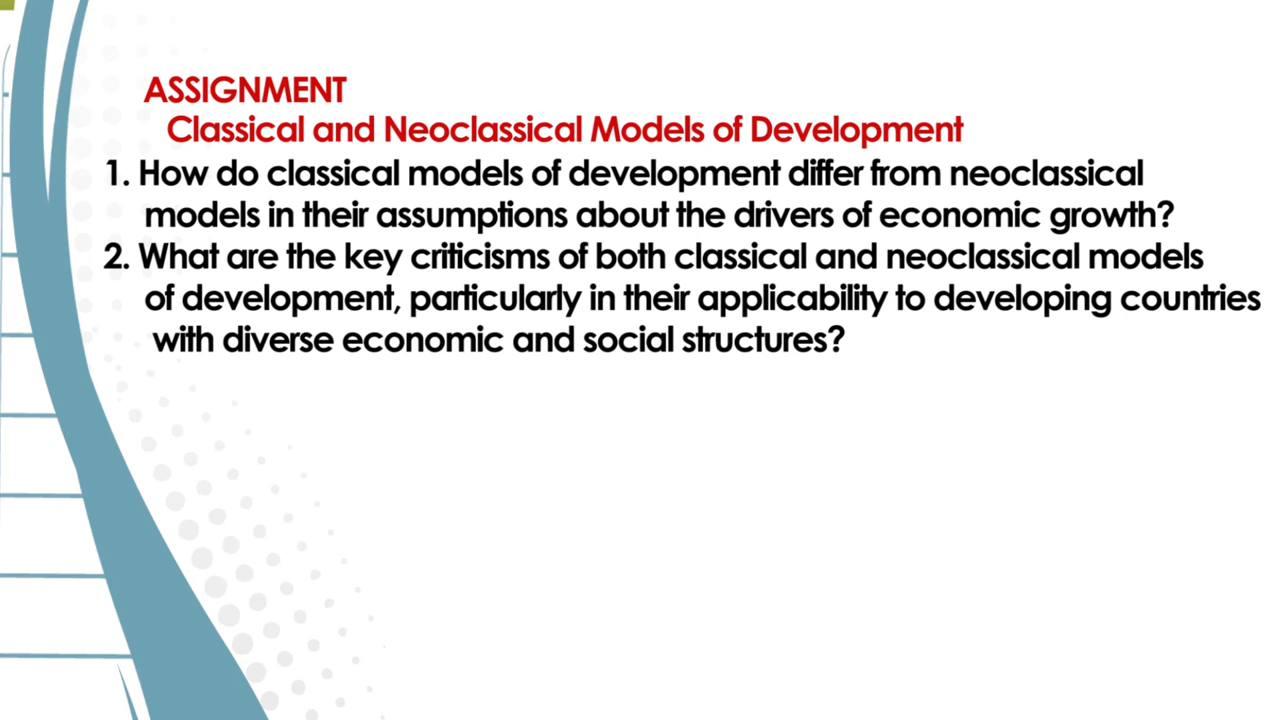 ASSIGNMENT
Classical and Neoclassical Models of Development
1. How do classical models of development differ from neoclassical
models in their assumptions about the drivers of economic growth?
2. What are the key criticisms of both classical and neoclassical models
of development, particularly in their applicability to developing countries
with diverse economic and social structures?